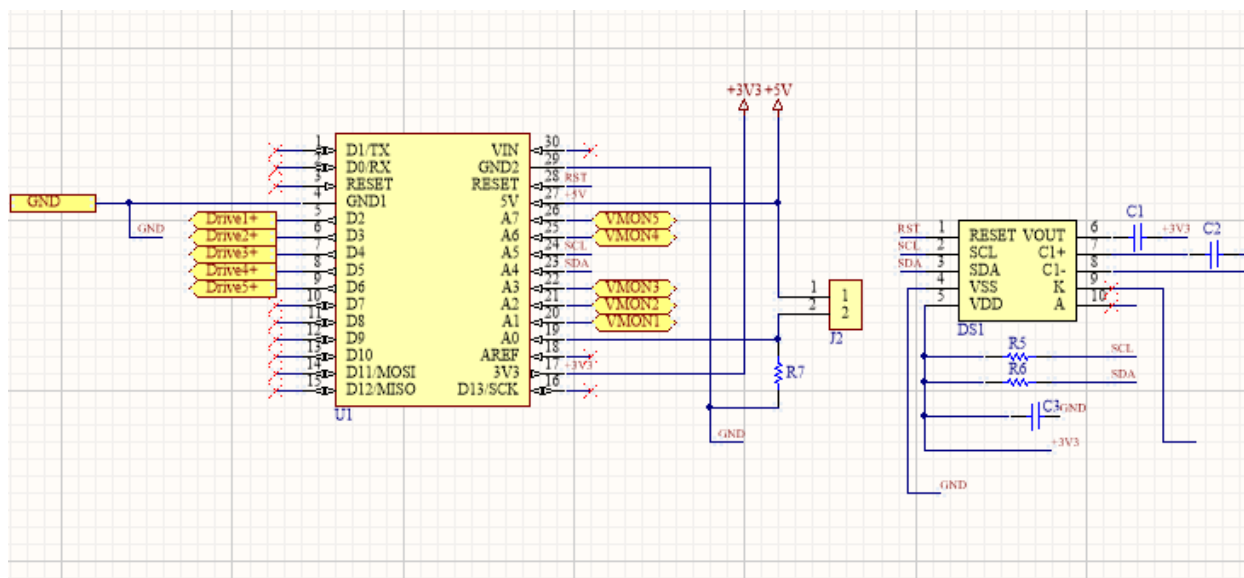 +3V3 +5V
GND
GND
1 D1/TX
2 D0/RX
3 RESET
4 GND1
Drive1+ 5 D2
Drive2+ 6 D3
Drive3+ 7 D4
Drive4+ 8 D5
Drive5+ 9 D6
10 D7
11 D8
12 D9
13 D10
14 D11/MOSI
15 D12/MISO
U1
VIN 30
GND2 29
RESET 28 RST
5V 27 +5V
A7 26 VMON5
A6 25 VMON4
A5 24 SCL
A4 23 SDA
A3 22 VMON3
A2 21 VMON2
A1 20 VMON1
A0 19
AREF 18
3V3 17 +3V3
D13/SCK 16
1 1
2 2
J2
R7
GND
RST 1 RESET VOUT 6 C1 +3V3
SCL 2 SCL C1+ 7 C2
SDA 3 SDA C1- 8
4 VSS K 9
5 VDD A 10
DS1
R5 SCL
R6 SDA
C3 GND
+3V3
GND